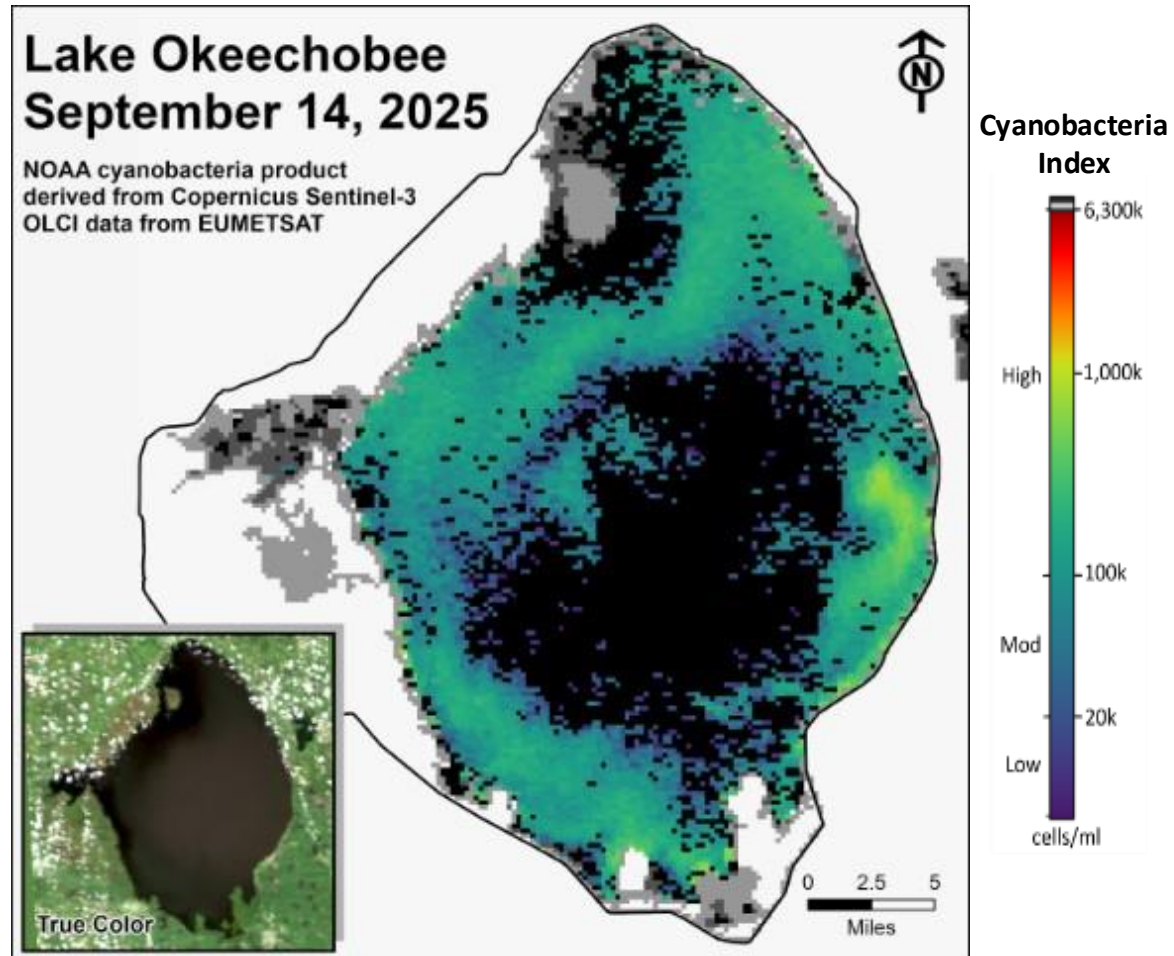 Lake Okeechobee
September 14, 2025
NOAA cyanobacteria product
derived from Copernicus Sentinel-3
OLCI data from EUMETSAT
N
Cyanobacteria
Index
6,300k
High
1,000k
100k
Mod
20k
Low
cells/ml
True Color
0 2.5 5
Miles